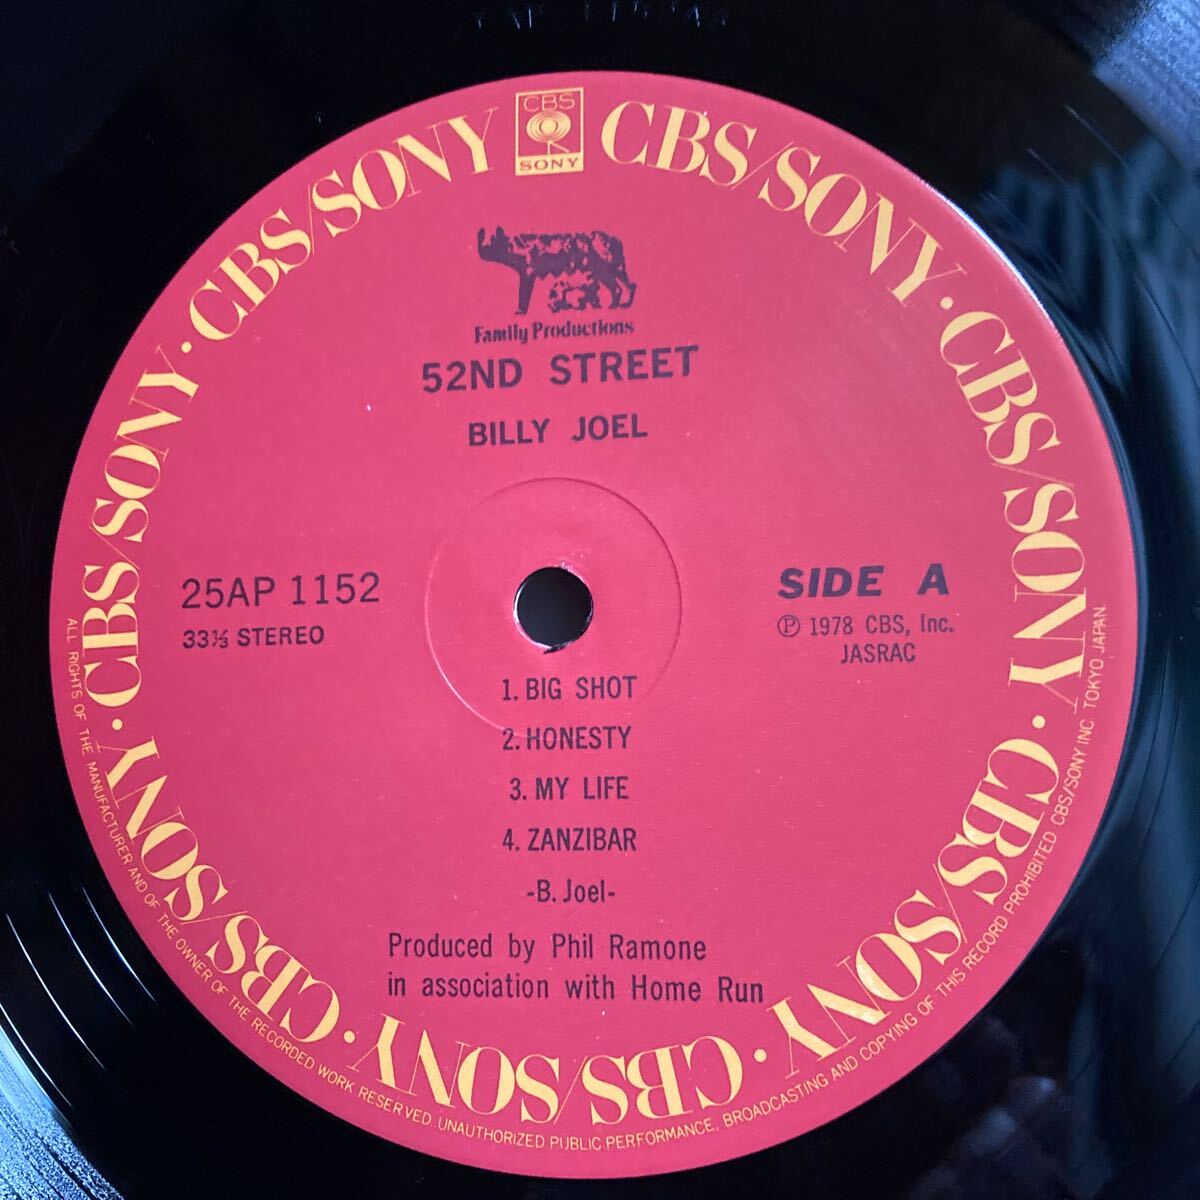 CBS
SONY
CBS/SONY · CBS/SONY · CBS/SONY · CBS/SONY · CBS/SONY · CBS/SONY · CBS/SONY · CBS/SONY
Family Productions
52ND STREET
BILLY JOEL
25AP 1152
33⅓ STEREO
SIDE A
Ⓟ 1978 CBS, Inc.
JASRAC
1. BIG SHOT
2. HONESTY
3. MY LIFE
4. ZANZIBAR
-B. Joel-
Produced by Phil Ramone
in association with Home Run
ALL RIGHTS OF THE MANUFACTURER AND OF THE OWNER OF THE RECORDED WORK RESERVED. UNAUTHORIZED PUBLIC PERFORMANCE, BROADCASTING AND COPYING OF THIS RECORD PROHIBITED CBS/SONY INC. TOKYO, JAPAN.